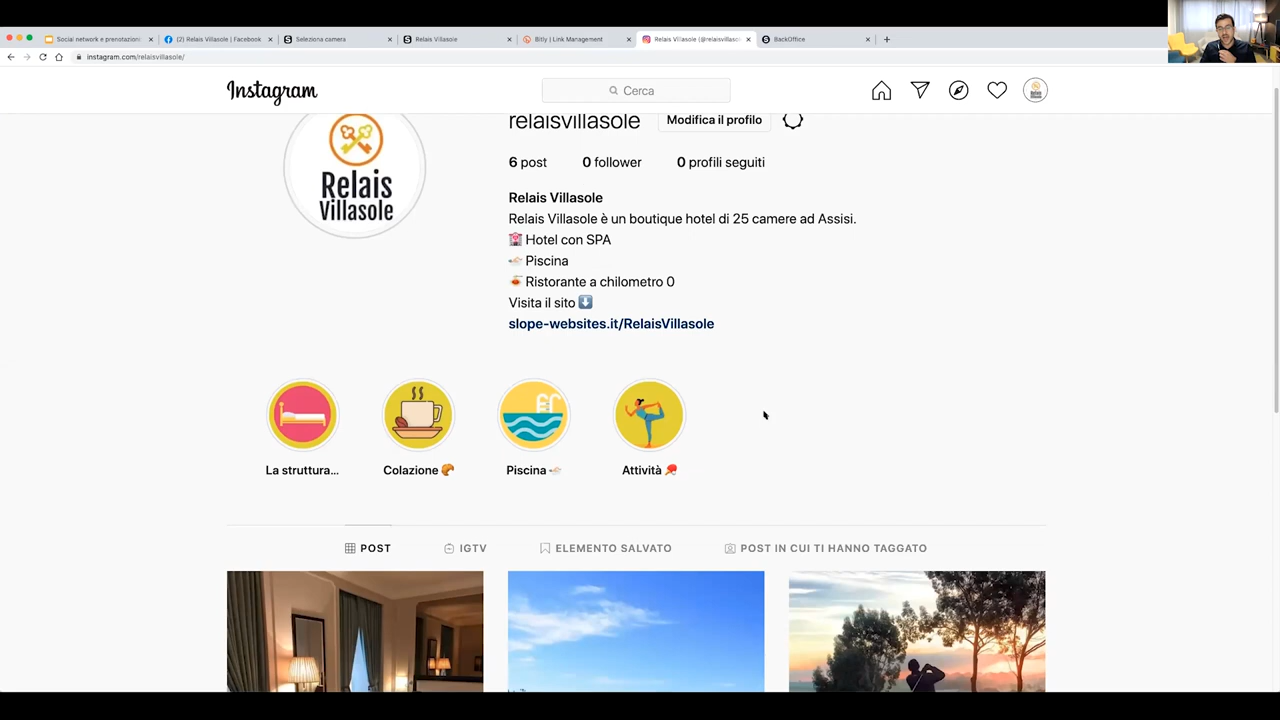 Social network e prenotazioni
(2) Relais Villasole | Facebook
Seleziona camera
Relais Villasole
Bitly | Link Management
Relais Villasole (@relaisvillaso
BackOffice
instagram.com/relaisvillasole/
Instagram
Cerca
relaisvillasole
Modifica il profilo
6 post
0 follower
0 profili seguiti
Relais
Villasole
Relais Villasole
Relais Villasole è un boutique hotel di 25 camere ad Assisi.
🏩 Hotel con SPA
Piscina
Ristorante a chilometro 0
Visita il sito ⬇️
slope-websites.it/RelaisVillasole
La struttura...
Colazione 🥐
Piscina
Attività 🏓
POST
IGTV
ELEMENTO SALVATO
POST IN CUI TI HANNO TAGGATO